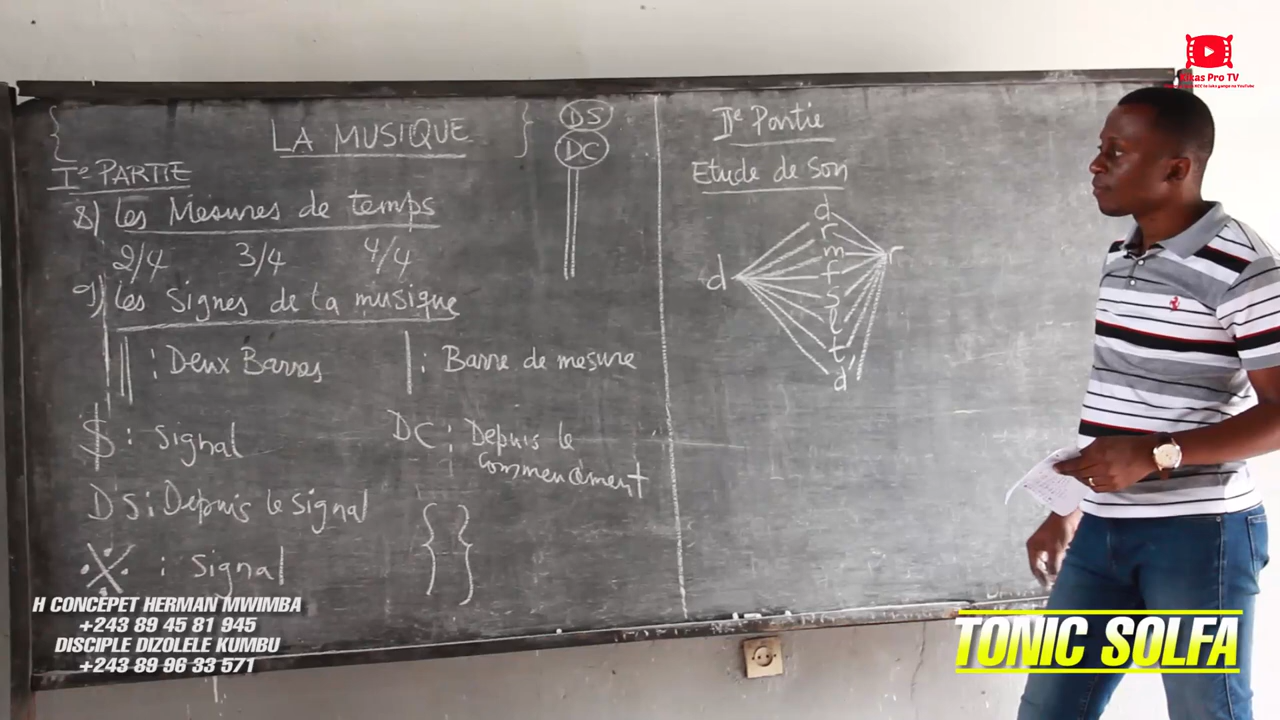 { LA MUSIQUE }
DS
DC
Ie PARTIE
8) Les Mesures de temps
2/4 3/4 4/4
9) Les Signes de la musique
|| : Deux Barres
| : Barre de mesure
$ : Signal
DC : Depuis le
Commencement
DS : Depuis le Signal
{ }
※ : Signal
IIe Partie
Etude de Son
d
r
m
f
s
l
t
d'
d
r
Pro TV
H CONCEPET HERMAN MWIMBA
+243 89 45 81 945
DISCIPLE DIZOLELE KUMBU
+243 89 96 33 571
TONIC SOLFA